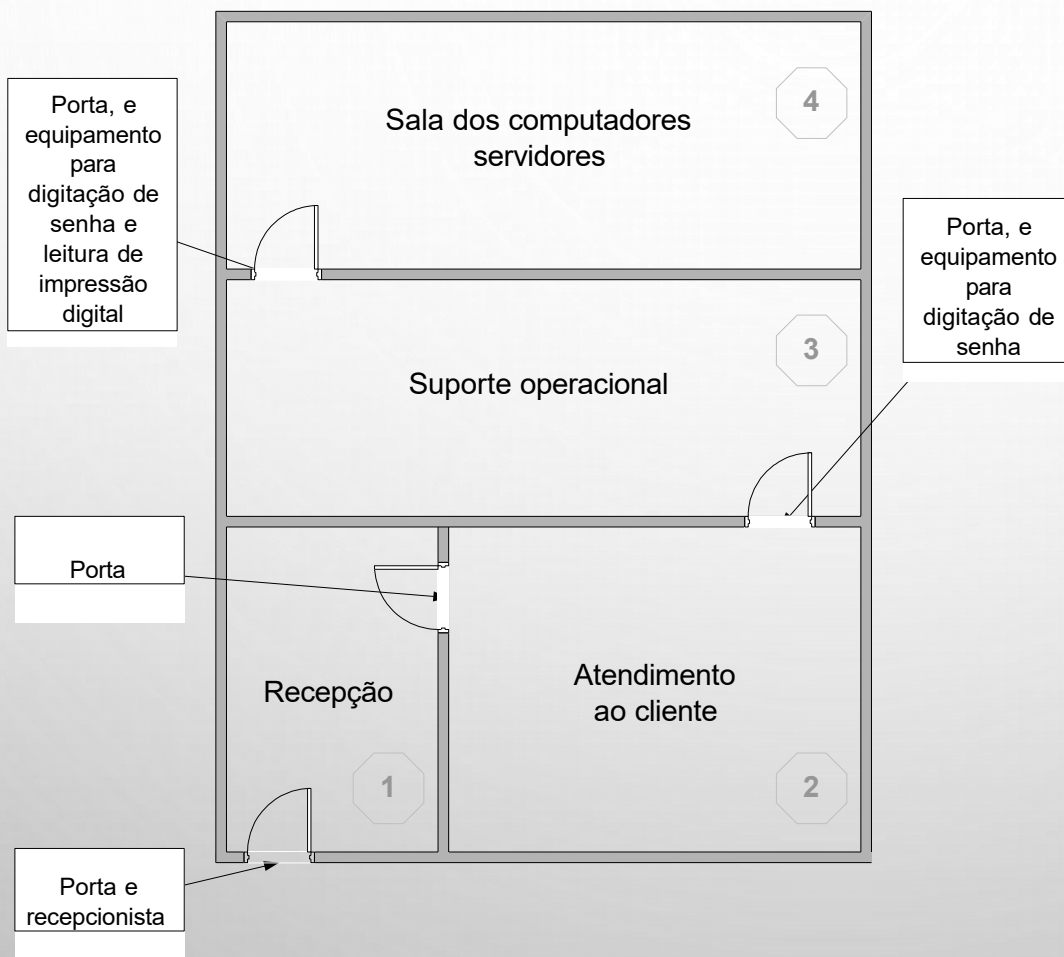 Sala dos computadores
servidores
4
Porta, e
equipamento
para
digitação de
senha e
leitura de
impressão
digital
Porta, e
equipamento
para
digitação de
senha
Suporte operacional
3
Porta
Recepção
1
Atendimento
ao cliente
2
Porta e
recepcionista